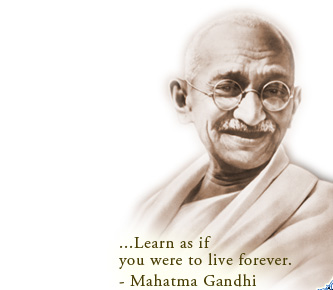 ...Learn as if
you were to live forever.
- Mahatma Gandhi